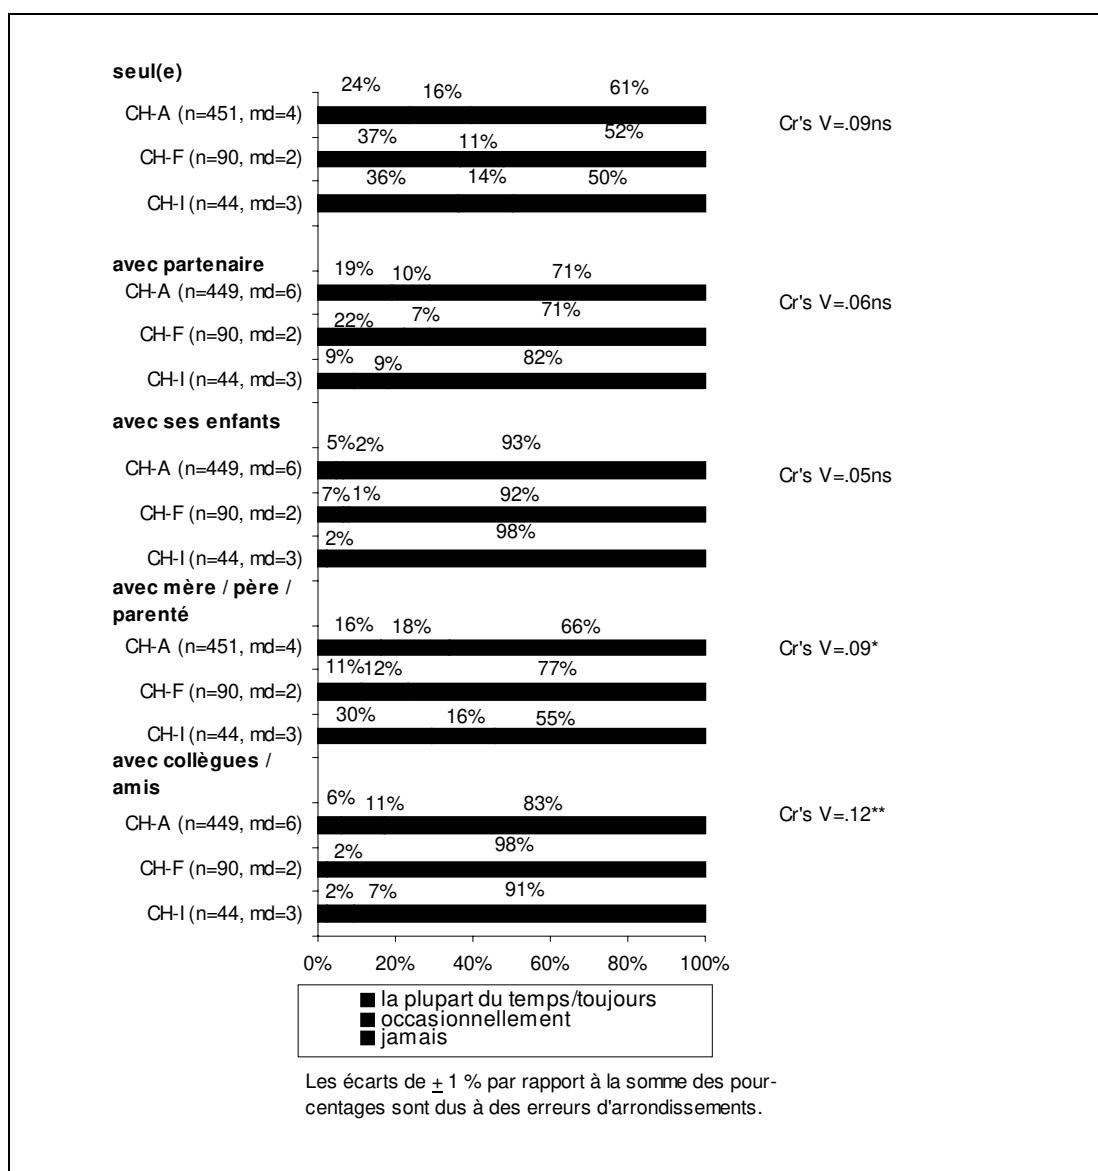 seul(e)
24% 16% 61%
CH-A (n=451, md=4)
Cr's V=.09ns
37% 11% 52%
CH-F (n=90, md=2)
36% 14% 50%
CH-I (n=44, md=3)
avec partenaire
19% 10% 71%
CH-A (n=449, md=6)
Cr's V=.06ns
22% 7% 71%
CH-F (n=90, md=2)
9% 9% 82%
CH-I (n=44, md=3)
avec ses enfants
5% 2% 93%
CH-A (n=449, md=6)
Cr's V=.05ns
7% 1% 92%
CH-F (n=90, md=2)
2% 98%
CH-I (n=44, md=3)
avec mère / père /
parenté
16% 18% 66%
CH-A (n=451, md=4)
Cr's V=.09*
11% 12% 77%
CH-F (n=90, md=2)
30% 16% 55%
CH-I (n=44, md=3)
avec collègues /
amis
6% 11% 83%
CH-A (n=449, md=6)
Cr's V=.12**
2% 98%
CH-F (n=90, md=2)
2% 7% 91%
CH-I (n=44, md=3)
0% 20% 40% 60% 80% 100%
la plupart du temps/toujours
occasionnellement
jamais
Les écarts de ± 1 % par rapport à la somme des pour-
centages sont dus à des erreurs d'arrondissements.